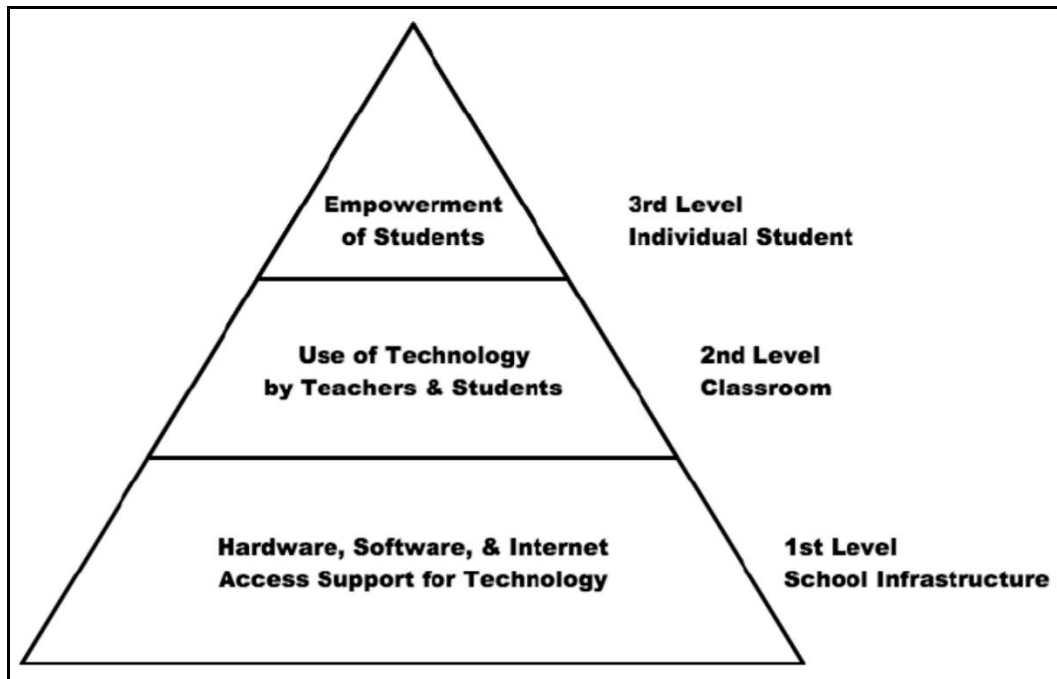 Empowerment
of Students
3rd Level
Individual Student
Use of Technology
by Teachers & Students
2nd Level
Classroom
Hardware, Software, & Internet
Access Support for Technology
1st Level
School Infrastructure